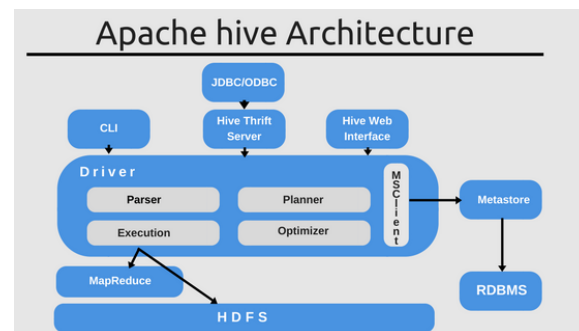 Apache hive Architecture
JDBC/ODBC
CLI
Hive Thrift
Server
Hive Web
Interface
Driver
Parser
Planner
Execution
Optimizer
MSClient
Metastore
MapReduce
RDBMS
HDFS